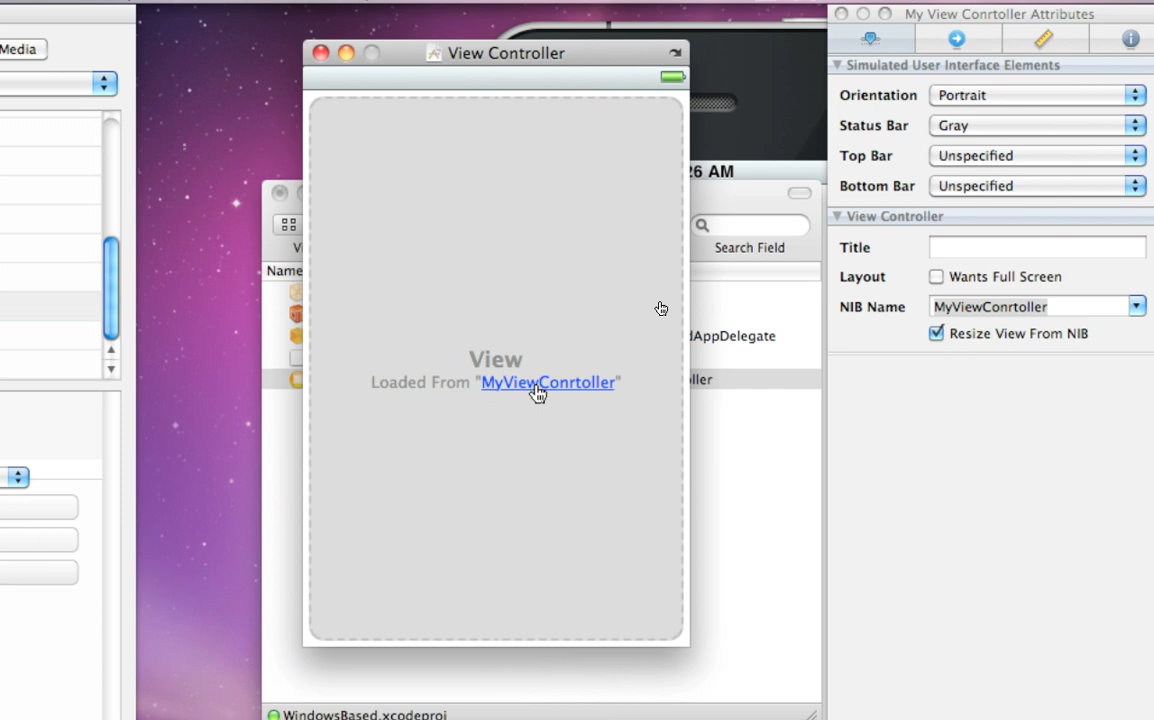 Media
View Controller
26 AM
Vi
Search Field
Name
dAppDelegate
ller
View
Loaded From "MyViewConrtoller"
WindowsBased.xcodeproj
My View Conrtoller Attributes
Simulated User Interface Elements
Orientation Portrait
Status Bar Gray
Top Bar Unspecified
Bottom Bar Unspecified
View Controller
Title
Layout Wants Full Screen
NIB Name MyViewConrtoller
Resize View From NIB